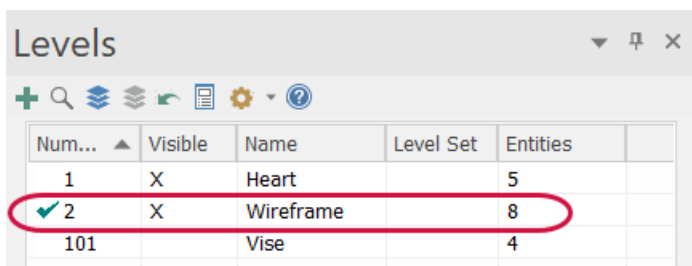 Levels
Num... Visible Name Level Set Entities
1 X Heart 5
2 X Wireframe 8
101 Vise 4